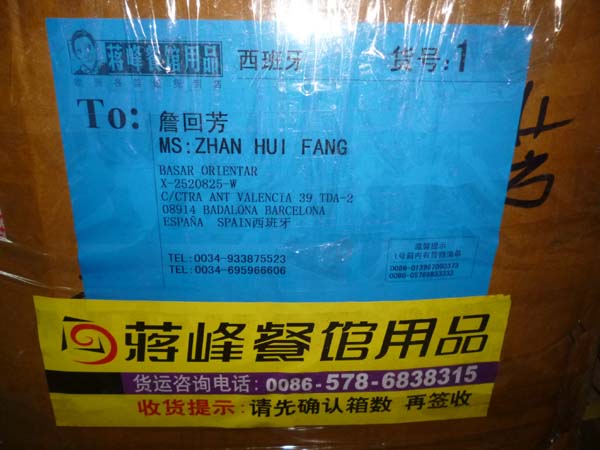 蒋峰餐馆用品 西班牙 货号:1
To: 詹回芳
MS:ZHAN HUI FANG
BASAR ORIENTAR
X-2520825-W
C/CTRA ANT VALENCIA 39 TDA-2
08914 BADALONA BARCELONA
ESPAÑA SPAIN西班牙
TEL:0034-933875523
TEL:0034-695966606
温馨提示
蒋峰餐馆用品
货运咨询电话: 0086-578-6838315
收货提示:请先确认箱数 再签收